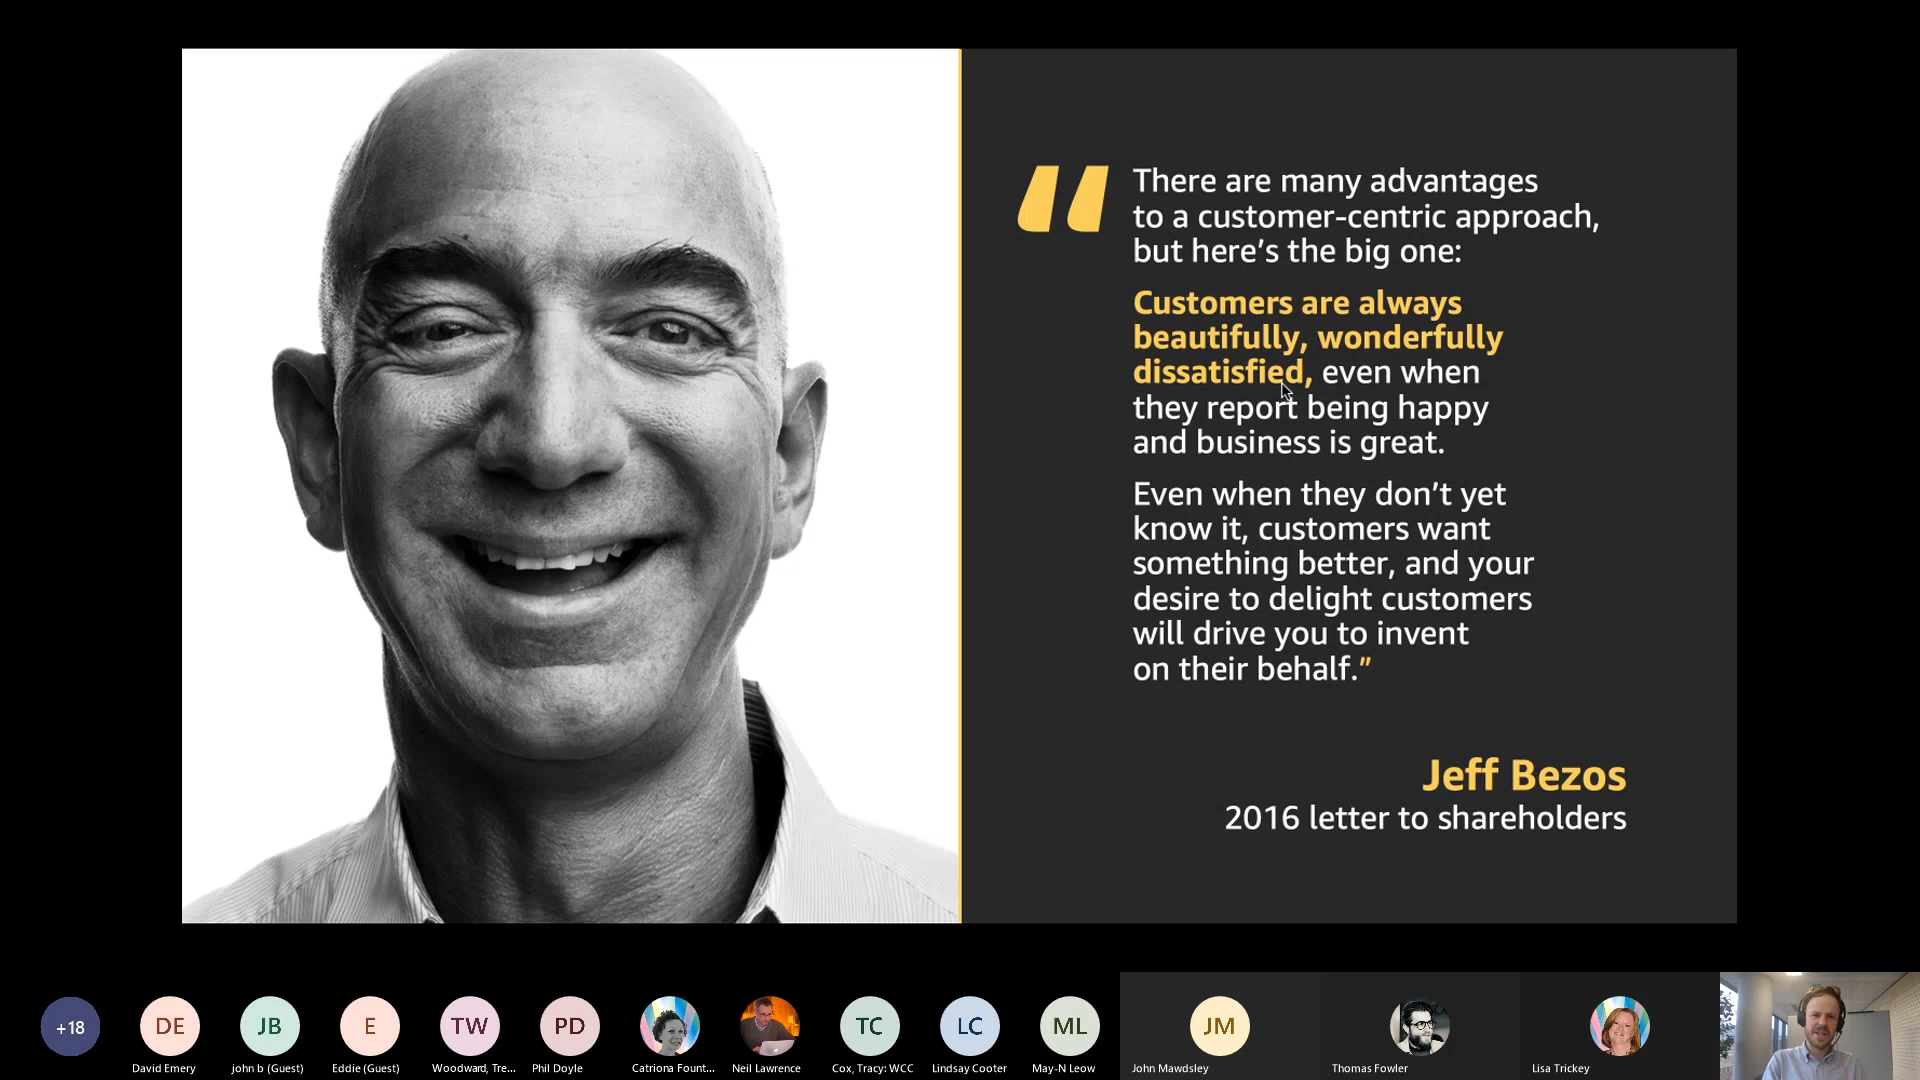 “
There are many advantages
to a customer-centric approach,
but here’s the big one:
Customers are always
beautifully, wonderfully
dissatisfied, even when
they report being happy
and business is great.
Even when they don’t yet
know it, customers want
something better, and your
desire to delight customers
will drive you to invent
on their behalf.”
Jeff Bezos
2016 letter to shareholders
+18
DE
JB
E
TW
PD
TC
LC
ML
JM
David Emery
john b (Guest)
Eddie (Guest)
Woodward, Tre...
Phil Doyle
Catriona Fount...
Neil Lawrence
Cox, Tracy: WCC
Lindsay Cooter
May-N Leow
John Mawdsley
Thomas Fowler
Lisa Trickey